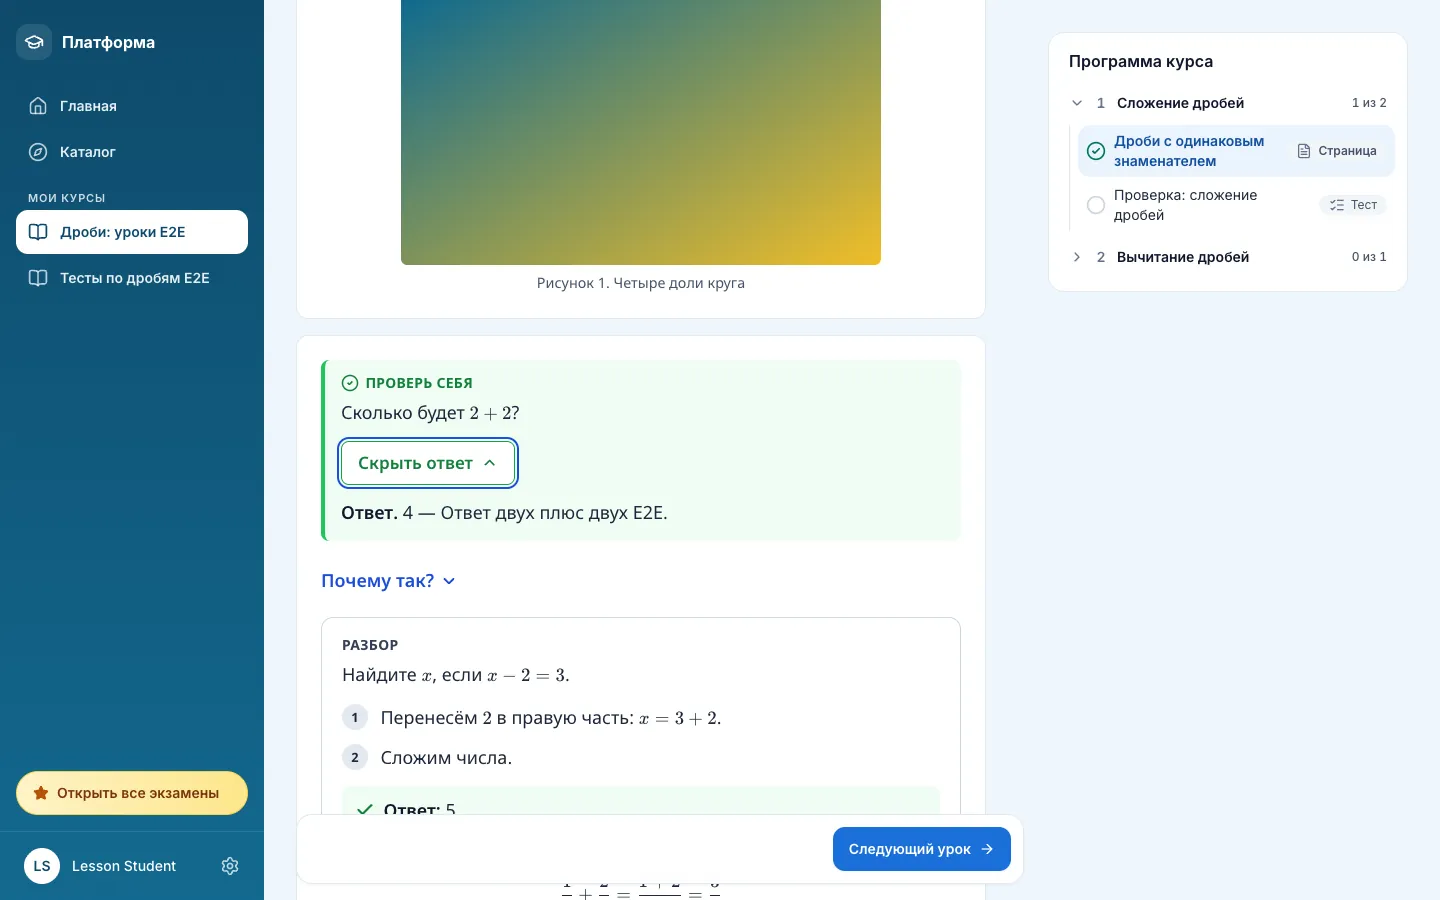 Платформа
Главная
Каталог
МОИ КУРСЫ
Дроби: уроки E2E
Тесты по дробям E2E
Открыть все экзамены
LS
Lesson Student
Рисунок 1. Четыре доли круга
ПРОВЕРЬ СЕБЯ
Сколько будет 2 + 2?
Скрыть ответ
Ответ. 4 — Ответ двух плюс двух E2E.
Почему так?
РАЗБОР
Найдите x, если x − 2 = 3.
1 Перенесём 2 в правую часть: x = 3 + 2.
2 Сложим числа.
Ответ: 5
Следующий урок
Программа курса
1 Сложение дробей 1 из 2
Дроби с одинаковым
знаменателем
Страница
Проверка: сложение
дробей
Тест
2 Вычитание дробей 0 из 1